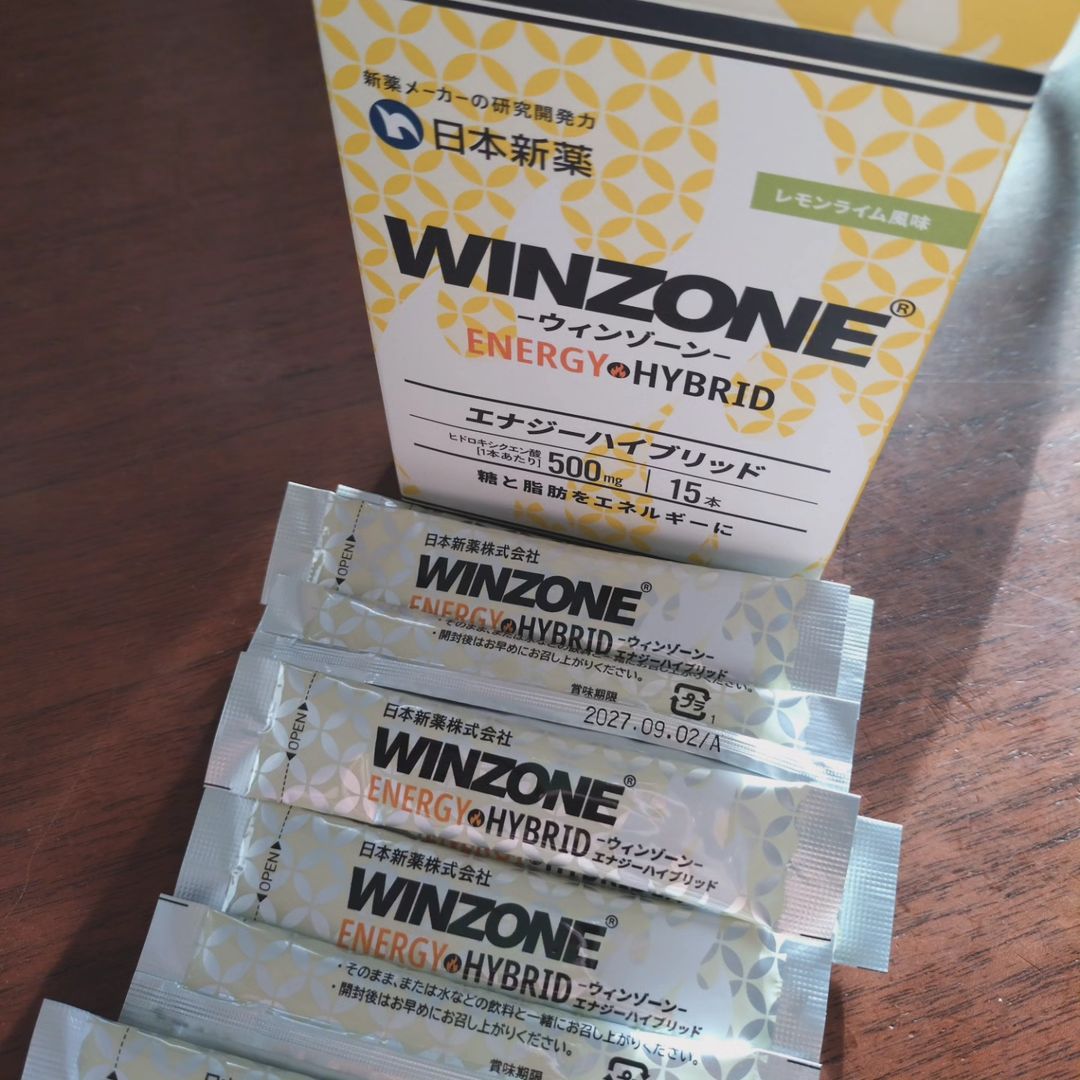 新薬メーカーの研究開発力
日本新薬
レモンライム風味
WINZONE®
-ウィンゾーン-
ENERGY HYBRID
エナジーハイブリッド
ヒドロキシクエン酸
[1本あたり] 500mg 15本
糖と脂肪をエネルギーに
OPEN
日本新薬株式会社
WINZONE®
ENERGY HYBRID -ウィンゾーン-
エナジーハイブリッド
・開封後はお早めにお召し上がりください。
賞味期限
プラ 1
2027.09.02/A
OPEN
日本新薬株式会社
WINZONE®
ENERGY HYBRID -ウィンゾーン-
エナジーハイブリッド
OPEN
日本新薬株式会社
WINZONE®
ENERGY HYBRID -ウィンゾーン-
エナジーハイブリッド
・そのまま、または水などの飲料と一緒にお召し上がりください。
・開封後はお早めにお召し上がりください。
賞味期限